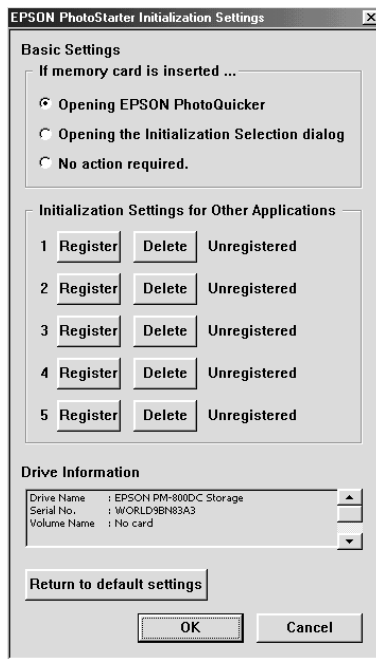 EPSON PhotoStarter Initialization Settings
Basic Settings
If memory card is inserted ...
Opening EPSON PhotoQuicker
Opening the Initialization Selection dialog
No action required.
Initialization Settings for Other Applications
1 Register Delete Unregistered
2 Register Delete Unregistered
3 Register Delete Unregistered
4 Register Delete Unregistered
5 Register Delete Unregistered
Drive Information
Drive Name : EPSON PM-800DC Storage
Serial No. : WORLD9BN83A3
Volume Name : No card
Return to default settings
OK Cancel